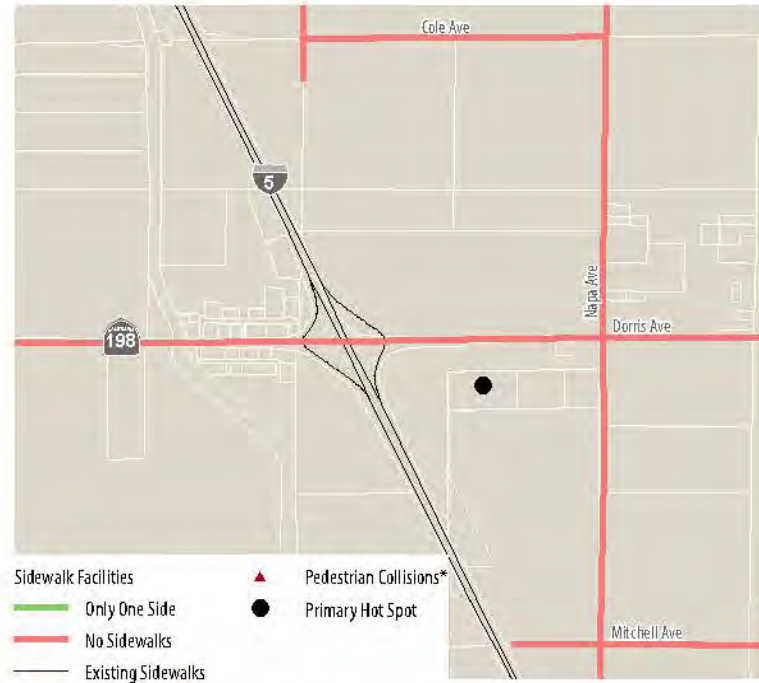 Cole Ave
5
Napa Ave
Dorris Ave
198
Sidewalk Facilities
Only One Side
No Sidewalks
Existing Sidewalks
Pedestrian Collisions*
Primary Hot Spot
Mitchell Ave